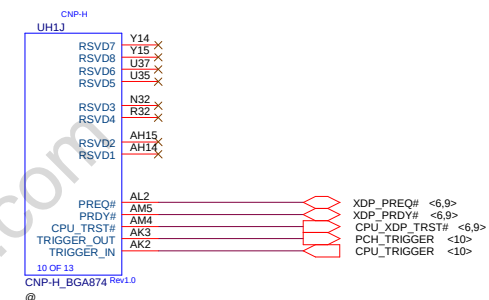 CNP-H
UH1J
RSVD7 Y14
RSVD8 Y15
RSVD6 U37
RSVD5 U35
RSVD3 N32
RSVD4 R32
RSVD2 AH15
RSVD1 AH14
PREQ# AL2 XDP_PREQ# <6,9>
PRDY# AM5 XDP_PRDY# <6,9>
CPU_TRST# AM4 CPU_XDP_TRST# <6,9>
TRIGGER_OUT AK3 PCH_TRIGGER <10>
TRIGGER_IN AK2 CPU_TRIGGER <10>
10 OF 13
CNP-H_BGA874 Rev1.0
@
.com